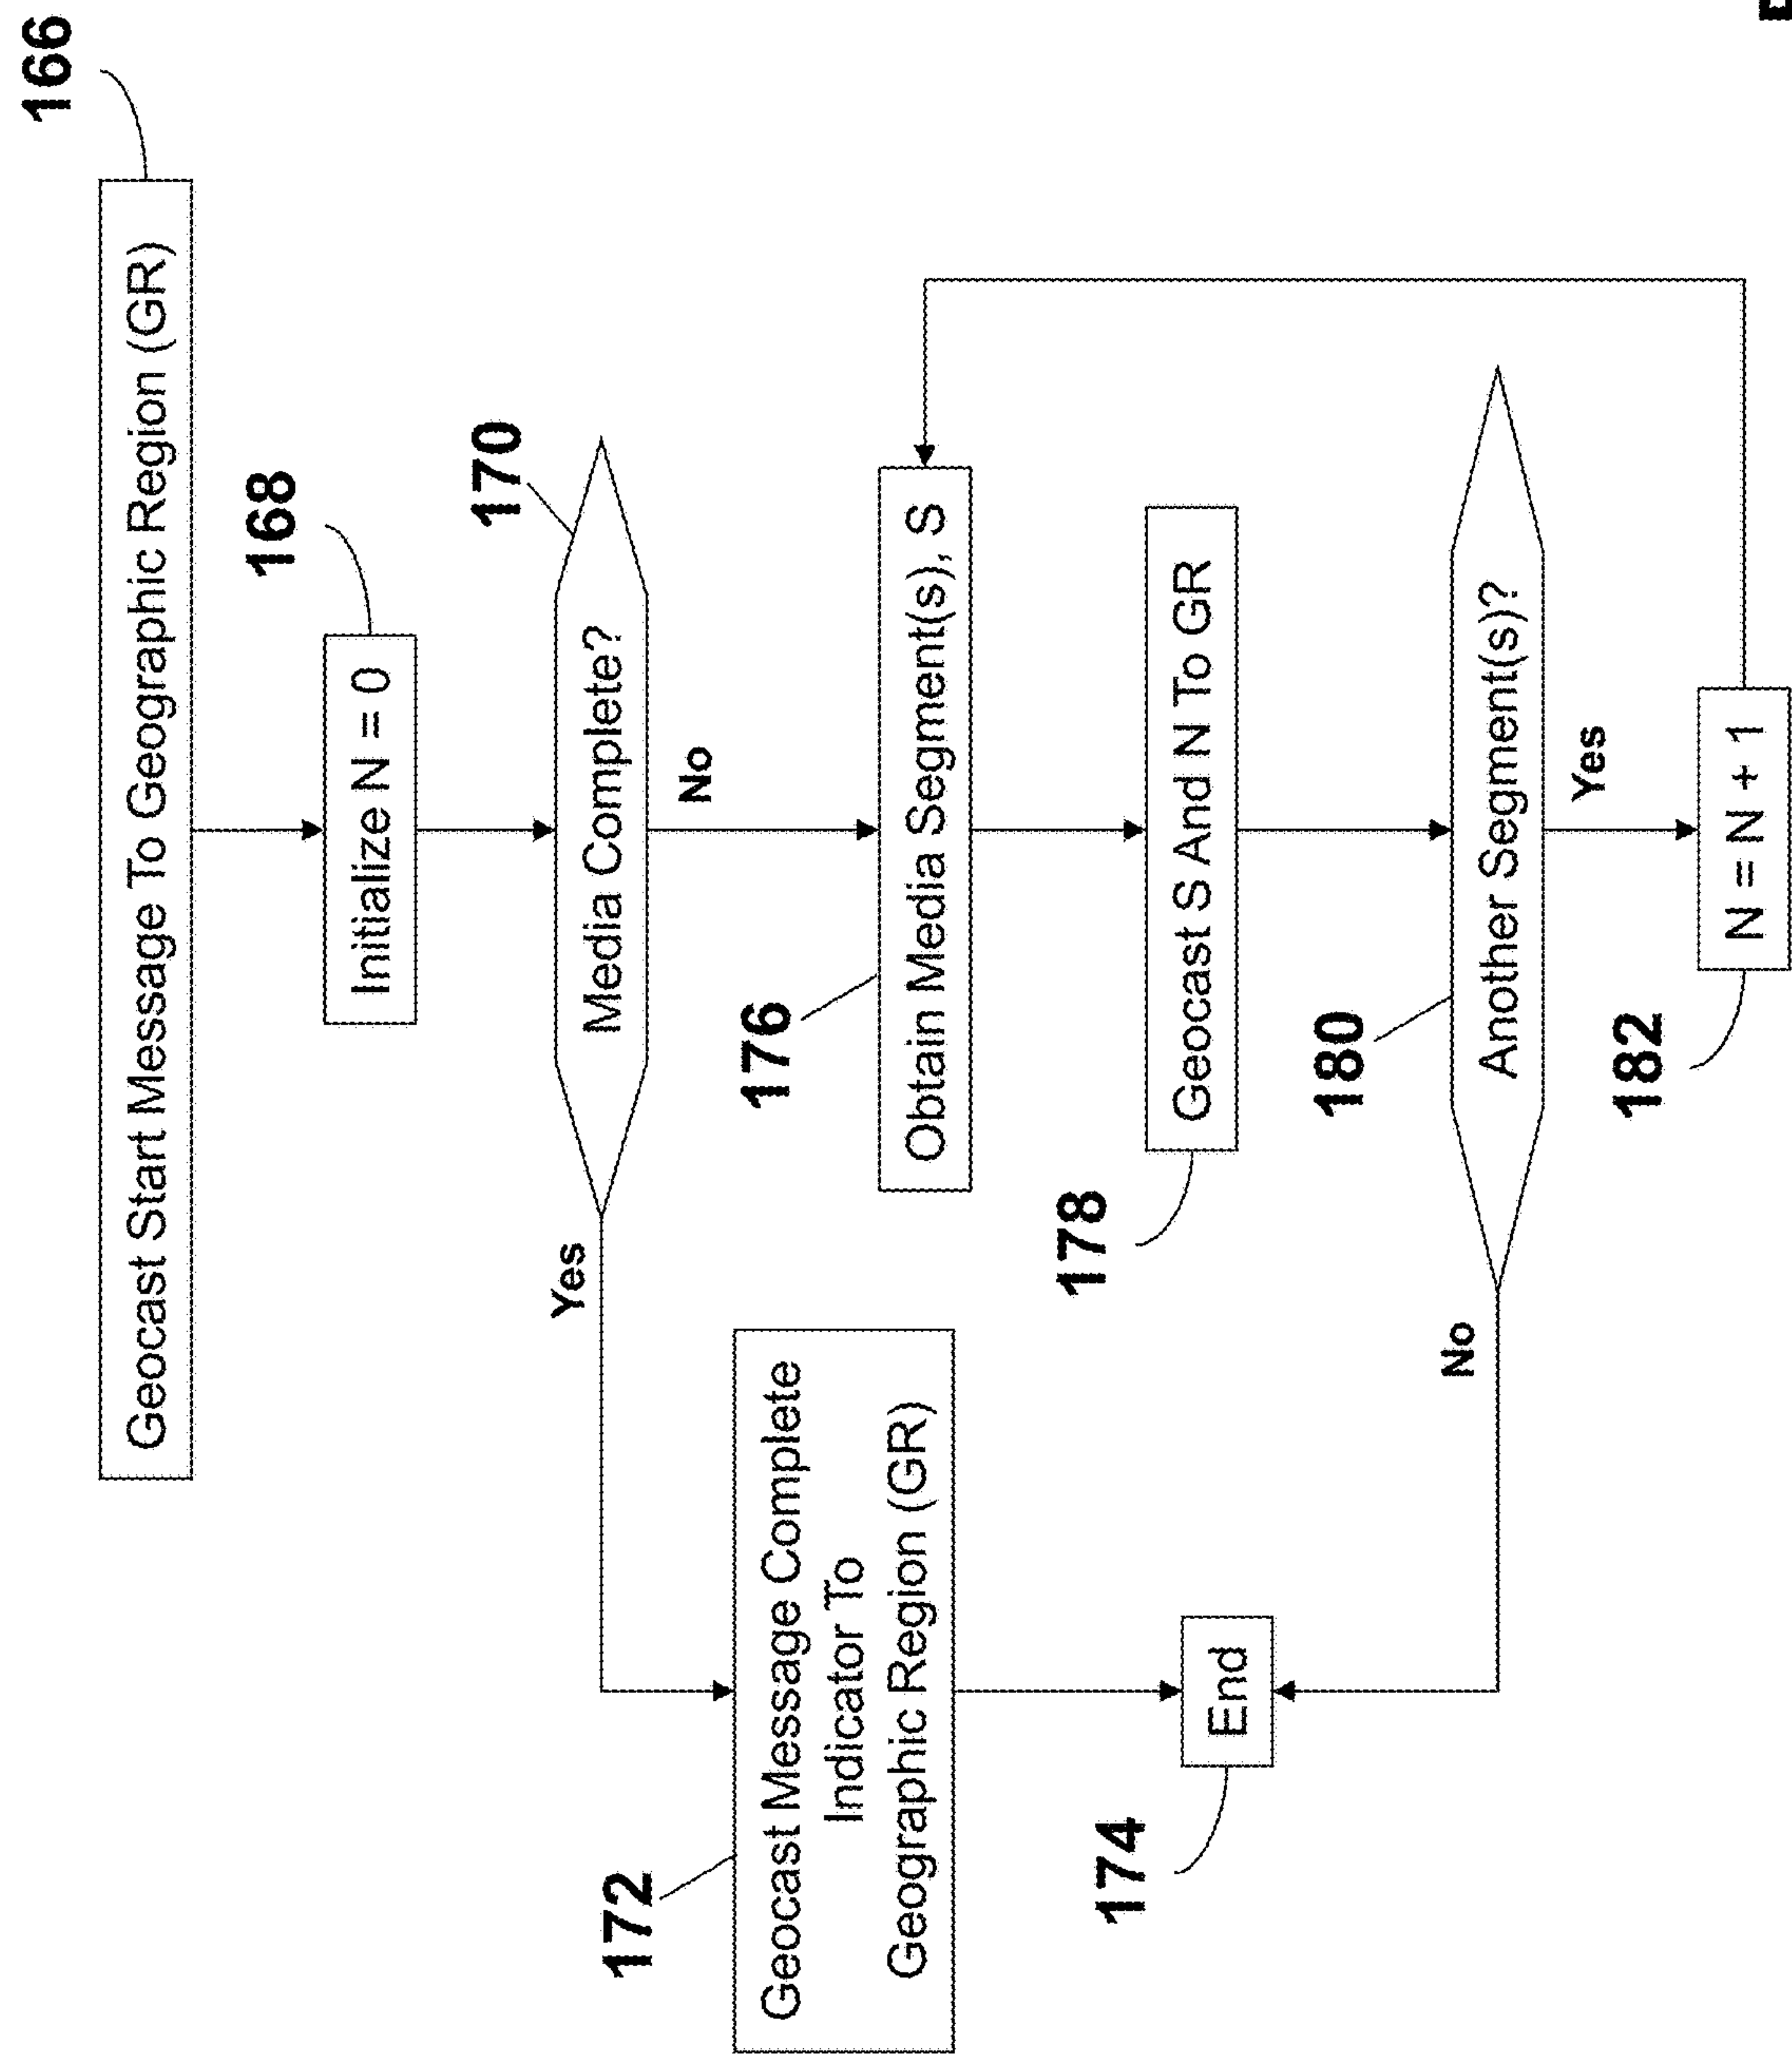 166
Geocast Start Message To Geographic Region (GR)
168
Initialize N = 0
170
Media Complete?
Yes
No
172
Geocast Message Complete
Indicator To
Geographic Region (GR)
176
Obtain Media Segment(s), S
178
Geocast S And N To GR
174
End
180
Another Segment(s)?
No
Yes
182
N = N + 1